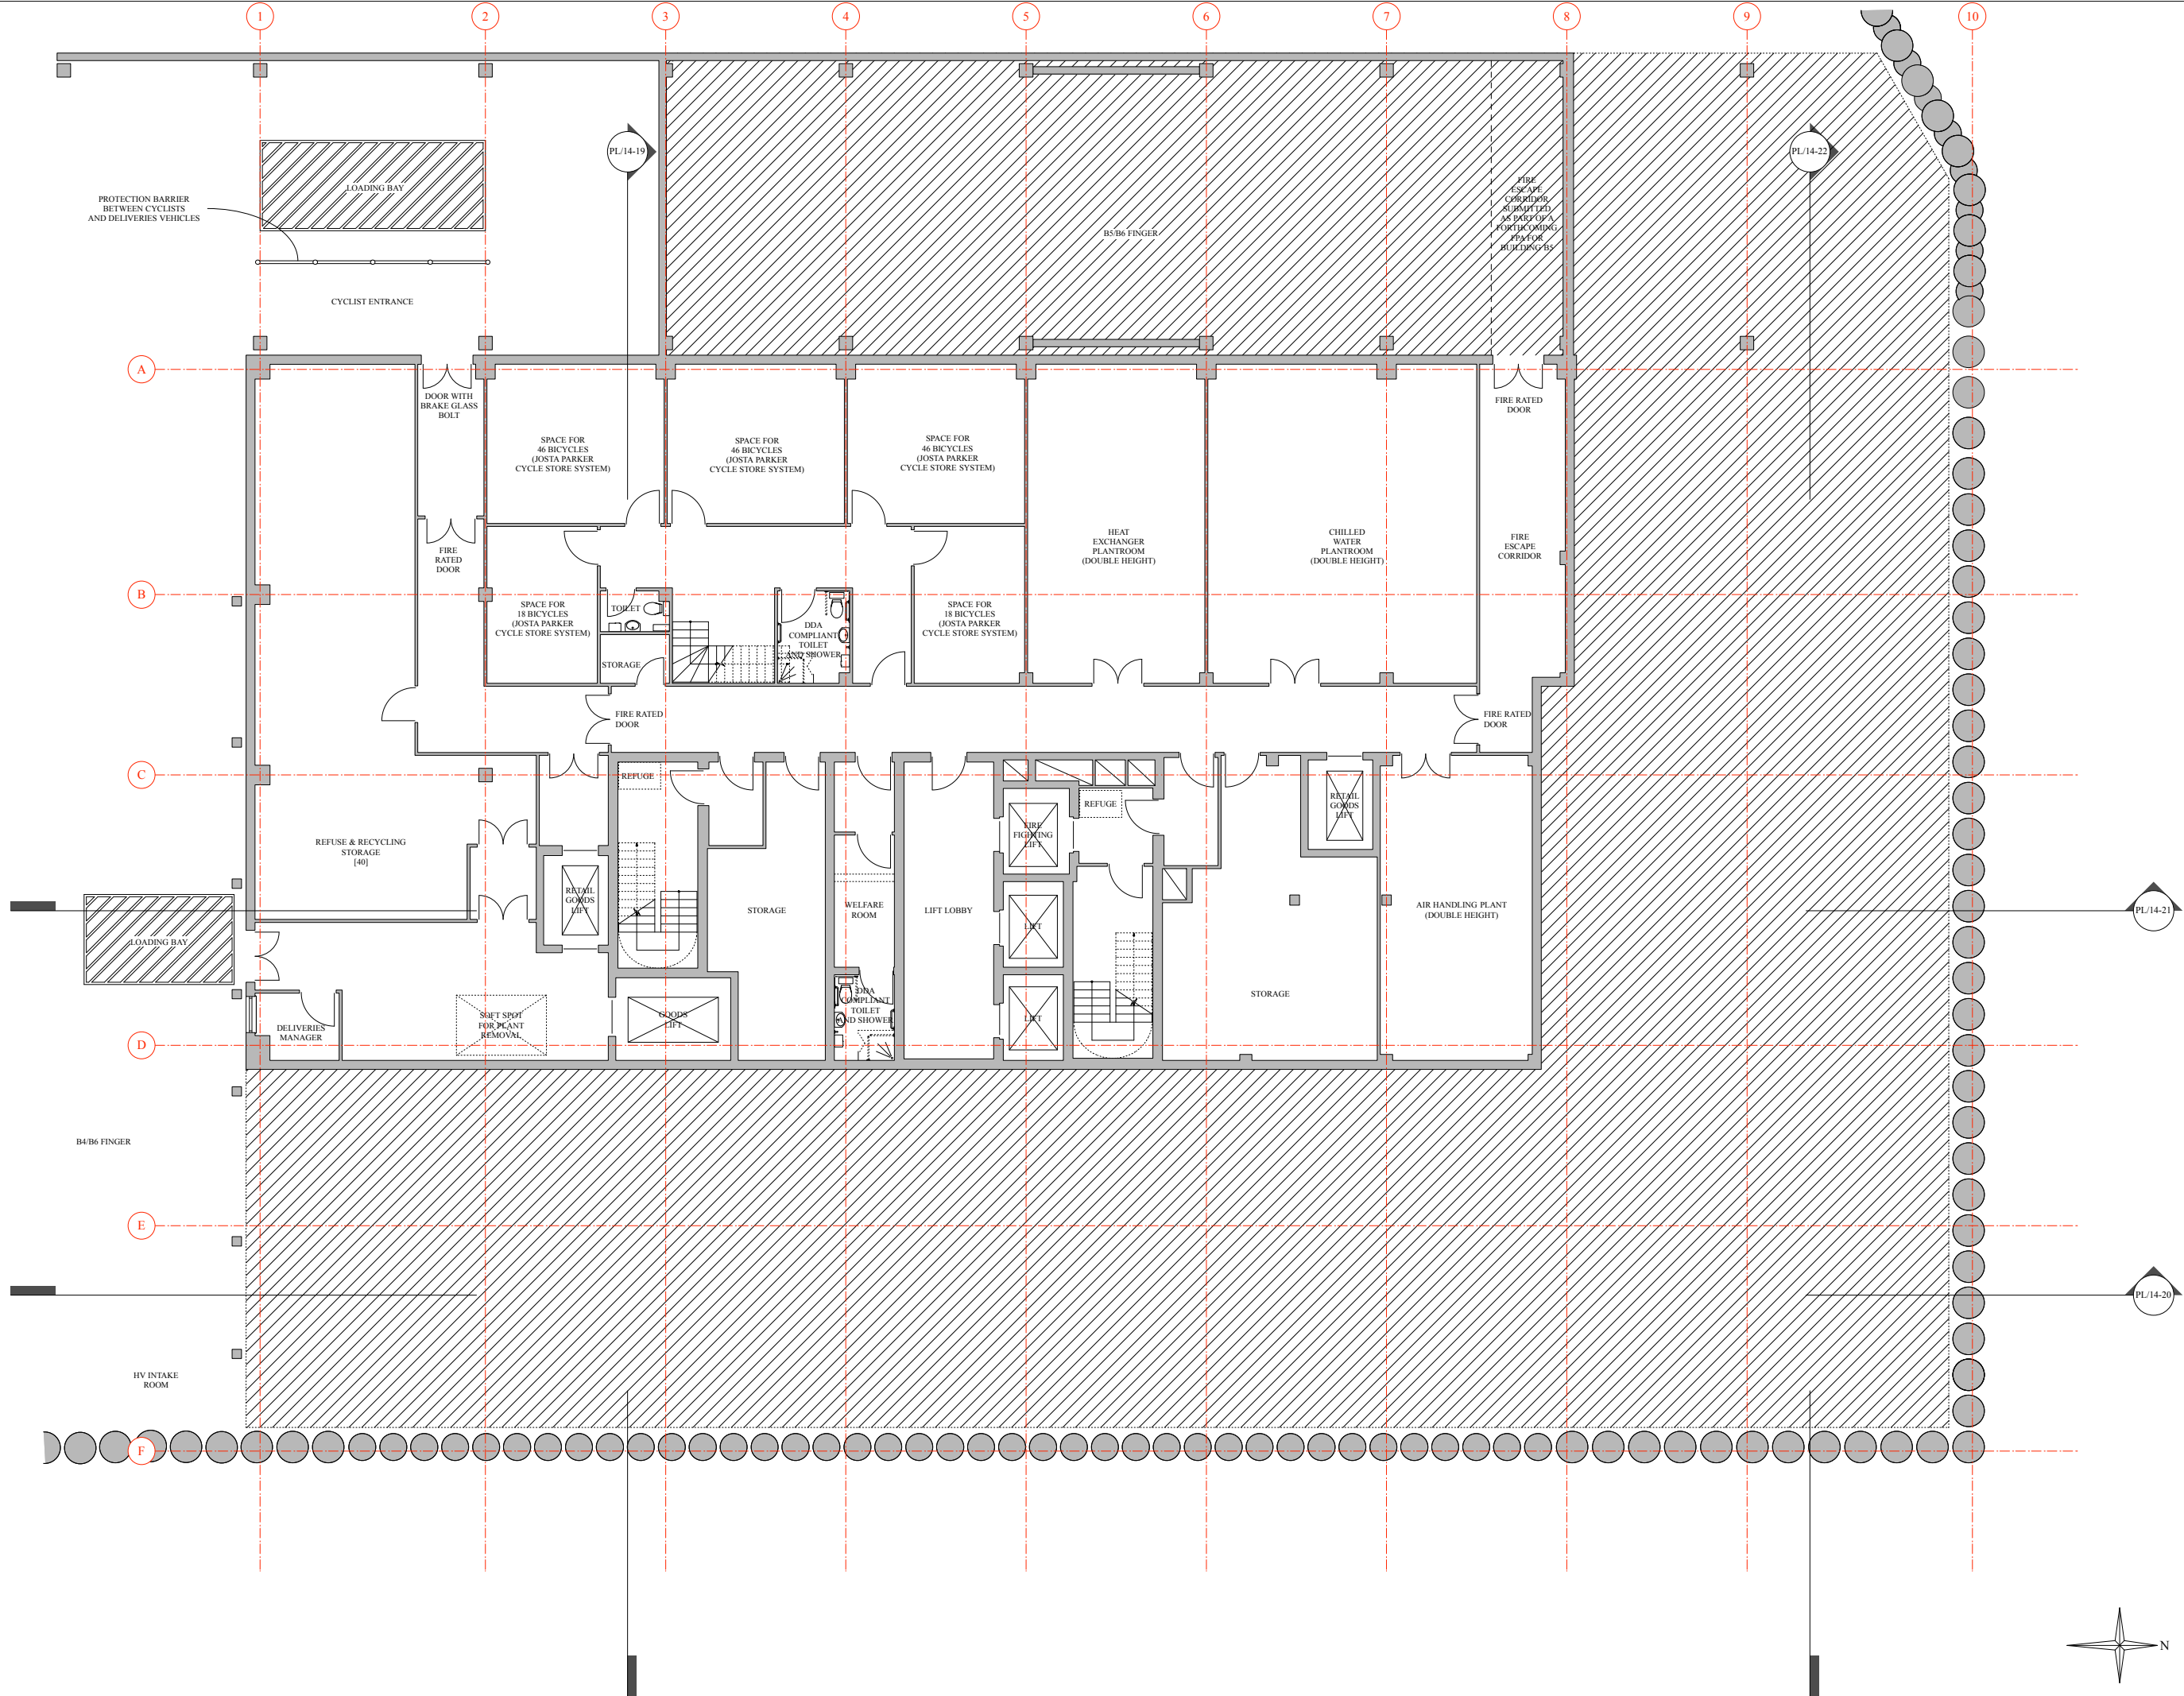 1
2
3
4
5
6
7
8
9
10
PL/14-19
PL/14-22
LOADING BAY
PROTECTION BARRIER
BETWEEN CYCLISTS
AND DELIVERIES VEHICLES
FIRE
ESCAPE
CORRIDOR
SUBMITTED
AS PART OF A
FORTHCOMING
FPA FOR
BUILDING B5
B5/B6 FINGER
CYCLIST ENTRANCE
A
DOOR WITH
BRAKE GLASS
BOLT
FIRE RATED
DOOR
SPACE FOR
46 BICYCLES
(JOSTA PARKER
CYCLE STORE SYSTEM)
SPACE FOR
46 BICYCLES
(JOSTA PARKER
CYCLE STORE SYSTEM)
SPACE FOR
46 BICYCLES
(JOSTA PARKER
CYCLE STORE SYSTEM)
FIRE
RATED
DOOR
HEAT
EXCHANGER
PLANTROOM
(DOUBLE HEIGHT)
CHILLED
WATER
PLANTROOM
(DOUBLE HEIGHT)
FIRE
ESCAPE
CORRIDOR
B
SPACE FOR
18 BICYCLES
(JOSTA PARKER
CYCLE STORE SYSTEM)
TOILET
DDA
COMPLIANT
TOILET
AND SHOWER
SPACE FOR
18 BICYCLES
(JOSTA PARKER
CYCLE STORE SYSTEM)
STORAGE
FIRE RATED
DOOR
FIRE RATED
DOOR
C
REFUGE
REFUGE
RETAIL
GOODS
LIFT
FIRE
FIGHTING
LIFT
REFUSE & RECYCLING
STORAGE
[40]
RETAIL
GOODS
LIFT
STORAGE
WELFARE
ROOM
LIFT LOBBY
LIFT
AIR HANDLING PLANT
(DOUBLE HEIGHT)
PL/14-21
LOADING BAY
STORAGE
DDA
COMPLIANT
TOILET
AND SHOWER
SOFT SPOT
FOR PLANT
REMOVAL
GOODS
LIFT
LIFT
DELIVERIES
MANAGER
D
B4/B6 FINGER
E
PL/14-20
HV INTAKE
ROOM
F
N